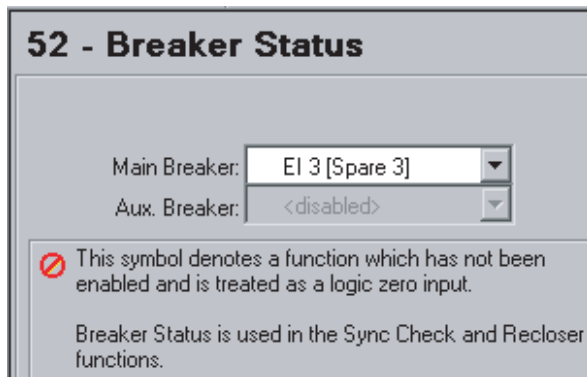 52 - Breaker Status
Main Breaker: EI 3 [Spare 3]
Aux. Breaker: <disabled>
This symbol denotes a function which has not been
enabled and is treated as a logic zero input.
Breaker Status is used in the Sync Check and Recloser
functions.